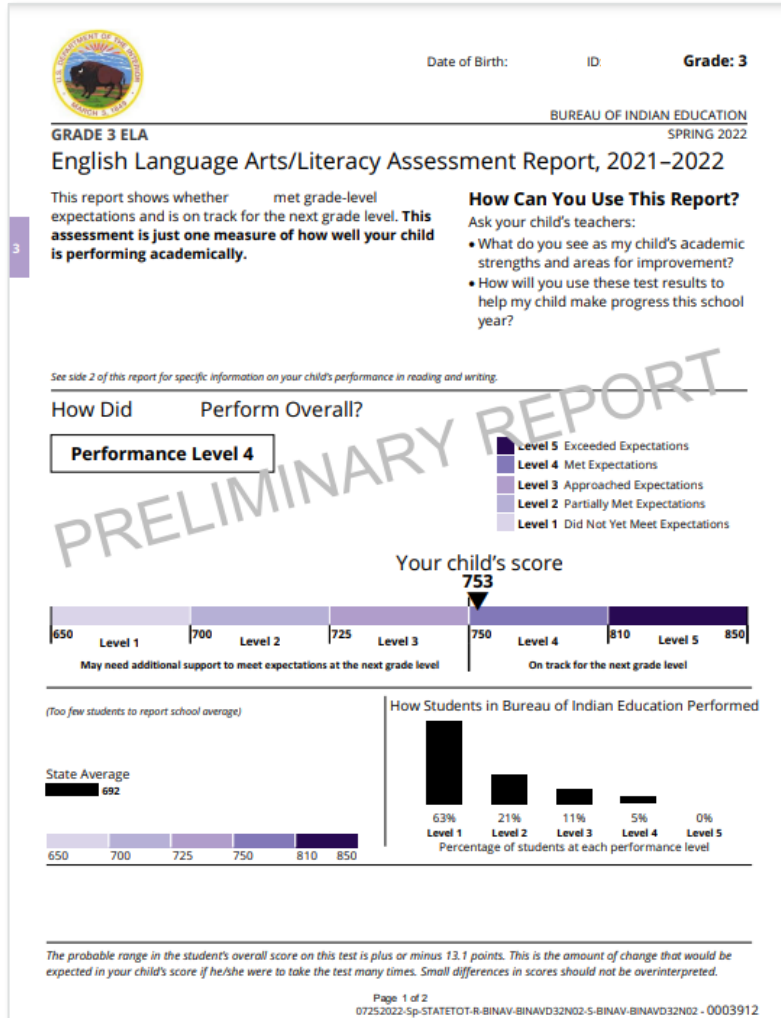 U.S. DEPARTMENT OF THE INTERIOR
MARCH 3, 1849
Date of Birth: ID: Grade: 3
BUREAU OF INDIAN EDUCATION
GRADE 3 ELA
SPRING 2022
English Language Arts/Literacy Assessment Report, 2021–2022
This report shows whether met grade-level
expectations and is on track for the next grade level. This
assessment is just one measure of how well your child
is performing academically.
3
How Can You Use This Report?
Ask your child's teachers:
• What do you see as my child's academic
strengths and areas for improvement?
• How will you use these test results to
help my child make progress this school
year?
See side 2 of this report for specific information on your child's performance in reading and writing.
How Did Perform Overall?
Performance Level 4
PRELIMINARY REPORT
Level 5 Exceeded Expectations
Level 4 Met Expectations
Level 3 Approached Expectations
Level 2 Partially Met Expectations
Level 1 Did Not Yet Meet Expectations
Your child's score
753
650 Level 1 700 Level 2 725 Level 3 750 Level 4 810 Level 5 850
May need additional support to meet expectations at the next grade level
On track for the next grade level
(Too few students to report school average)
State Average
692
650 700 725 750 810 850
How Students in Bureau of Indian Education Performed
63% 21% 11% 5% 0%
Level 1 Level 2 Level 3 Level 4 Level 5
Percentage of students at each performance level
The probable range in the student's overall score on this test is plus or minus 13.1 points. This is the amount of change that would be
expected in your child's score if he/she were to take the test many times. Small differences in scores should not be overinterpreted.
Page 1 of 2
07252022-Sp-STATETOT-R-BINAV-BINAVD32N02-S-BINAV-BINAVD32N02 - 0003912